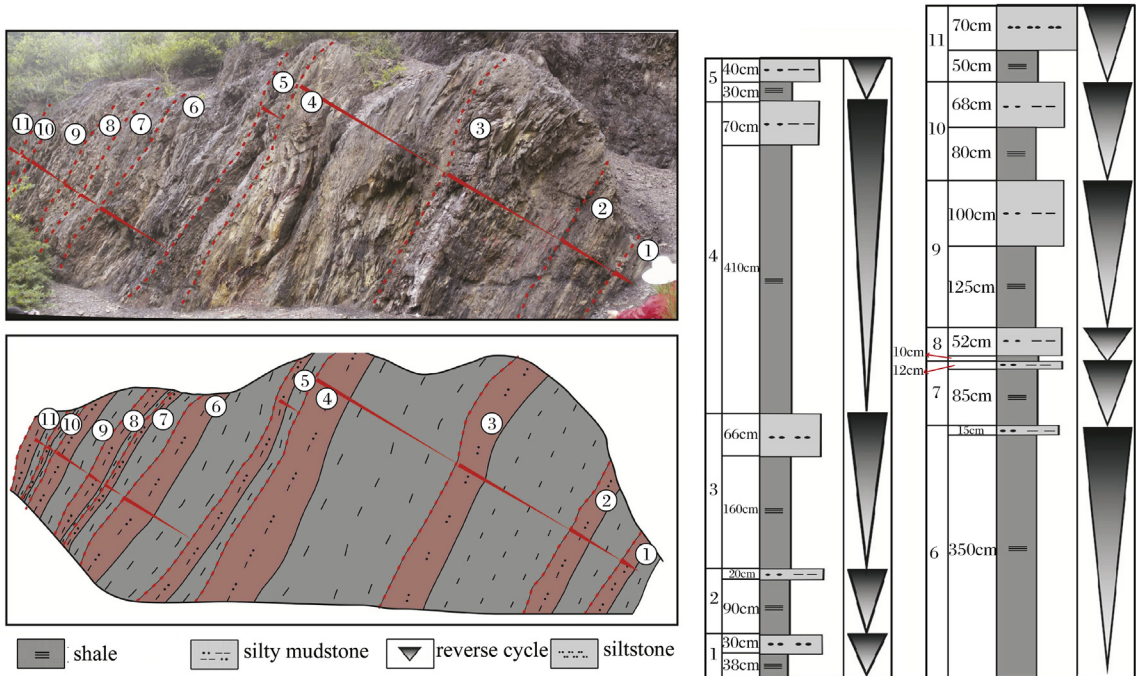 ⑪ ⑩ ⑨ ⑧ ⑦ ⑥ ⑤ ④ ③ ② ①
⑪ ⑩ ⑨ ⑧ ⑦ ⑥ ⑤ ④ ③ ② ①
shale
silty mudstone
reverse cycle
siltstone
5
40cm
30cm
4
70cm
410cm
3
66cm
160cm
2
20cm
90cm
1
30cm
38cm
11
70cm
50cm
10
68cm
80cm
9
100cm
125cm
8
52cm
10cm
12cm
7
85cm
6
15cm
350cm